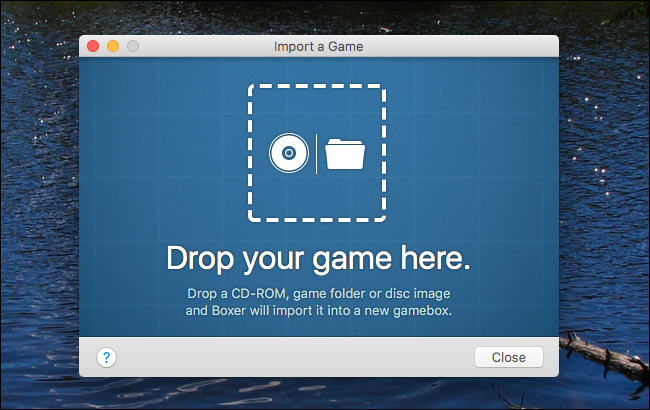 Import a Game
Drop your game here.
Drop a CD-ROM, game folder or disc image
and Boxer will import it into a new gamebox.
?
Close